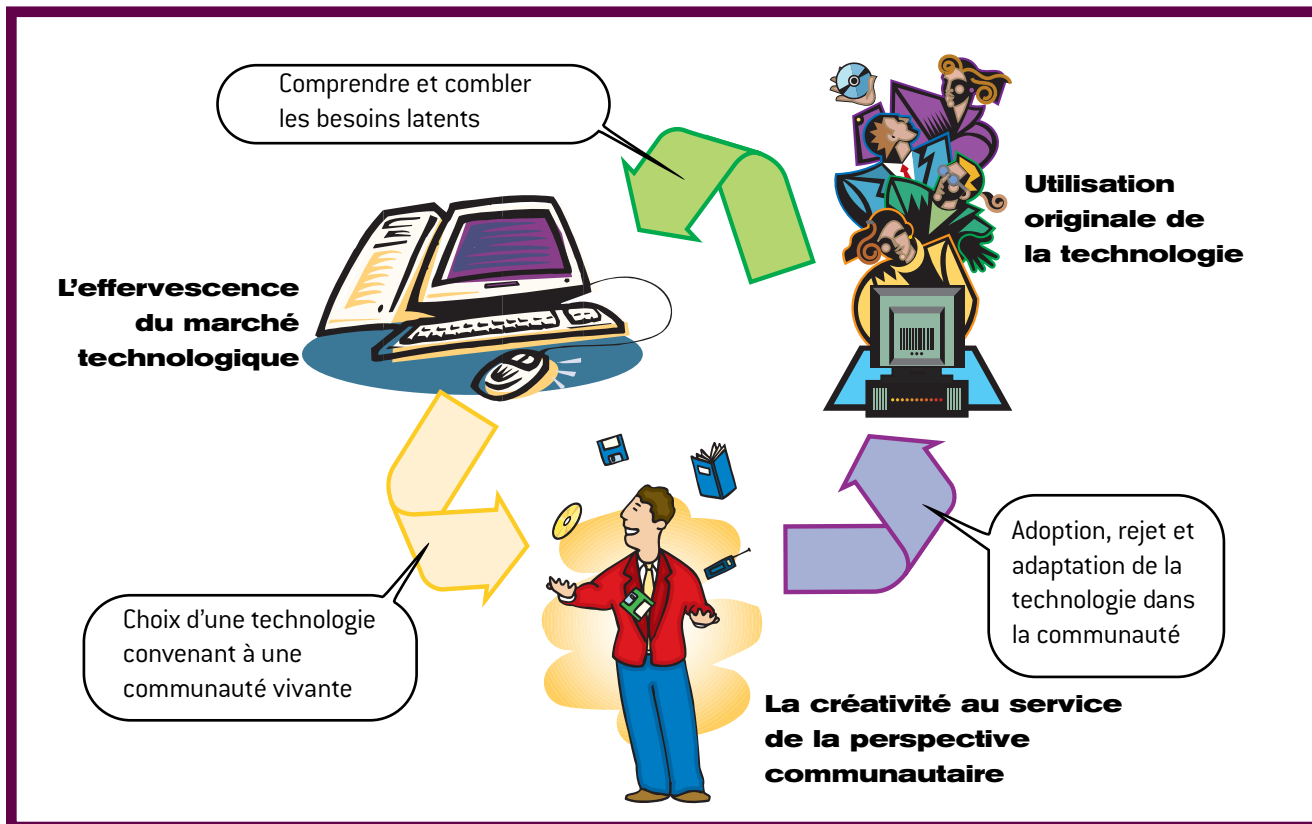 Comprendre et combler
les besoins latents
Utilisation
originale de
la technologie
L'effervescence
du marché
technologique
Adoption, rejet et
adaptation de la
technologie dans
la communauté
Choix d'une technologie
convenant à une
communauté vivante
La créativité au service
de la perspective
communautaire